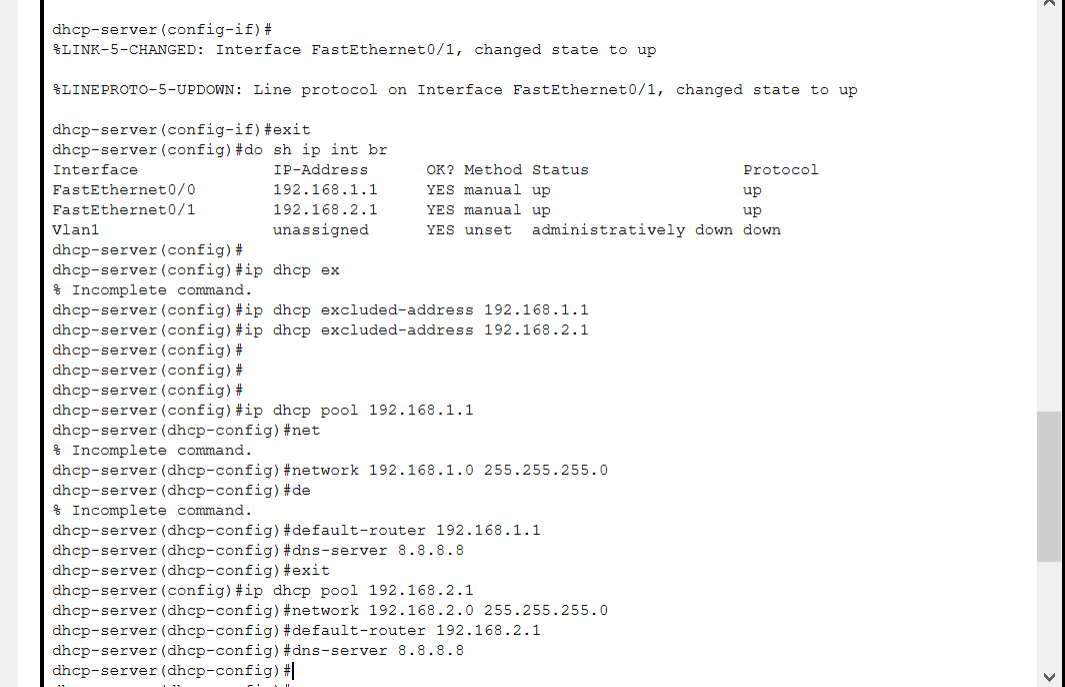 dhcp-server(config-if)#
%LINK-5-CHANGED: Interface FastEthernet0/1, changed state to up
%LINEPROTO-5-UPDOWN: Line protocol on Interface FastEthernet0/1, changed state to up
dhcp-server(config-if)#exit
dhcp-server(config)#do sh ip int br
Interface IP-Address OK? Method Status Protocol
FastEthernet0/0 192.168.1.1 YES manual up up
FastEthernet0/1 192.168.2.1 YES manual up up
Vlan1 unassigned YES unset administratively down down
dhcp-server(config)#
dhcp-server(config)#ip dhcp ex
% Incomplete command.
dhcp-server(config)#ip dhcp excluded-address 192.168.1.1
dhcp-server(config)#ip dhcp excluded-address 192.168.2.1
dhcp-server(config)#
dhcp-server(config)#
dhcp-server(config)#
dhcp-server(config)#ip dhcp pool 192.168.1.1
dhcp-server(dhcp-config)#net
% Incomplete command.
dhcp-server(dhcp-config)#network 192.168.1.0 255.255.255.0
dhcp-server(dhcp-config)#de
% Incomplete command.
dhcp-server(dhcp-config)#default-router 192.168.1.1
dhcp-server(dhcp-config)#dns-server 8.8.8.8
dhcp-server(dhcp-config)#exit
dhcp-server(config)#ip dhcp pool 192.168.2.1
dhcp-server(dhcp-config)#network 192.168.2.0 255.255.255.0
dhcp-server(dhcp-config)#default-router 192.168.2.1
dhcp-server(dhcp-config)#dns-server 8.8.8.8
dhcp-server(dhcp-config)#